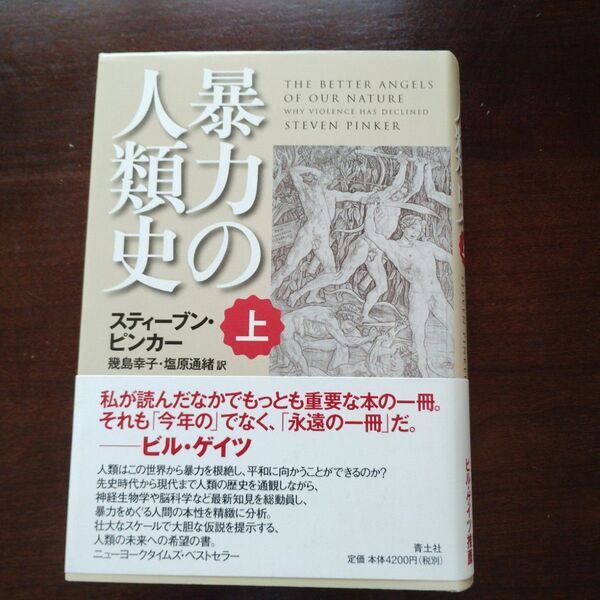 暴力の
人類史
THE BETTER ANGELS
OF OUR NATURE
WHY VIOLENCE HAS DECLINED
STEVEN PINKER
上
スティーブン・
ピンカー
幾島幸子・塩原通緒 訳
私が読んだなかでもっとも重要な本の一冊。
それも「今年の」でなく、「永遠の一冊」だ。
――ビル・ゲイツ
人類はこの世界から暴力を根絶し、平和に向かうことができるのか?
先史時代から現代まで人類の歴史を通観しながら、
神経生物学や脳科学など最新知見を総動員し、
暴力をめぐる人間の本性を精緻に分析。
壮大なスケールで大胆な仮説を提示する、
人類の未来への希望の書。
ニューヨークタイムズ・ベストセラー
青土社
定価 本体4200円(税別)
ビル・ゲイツ推薦